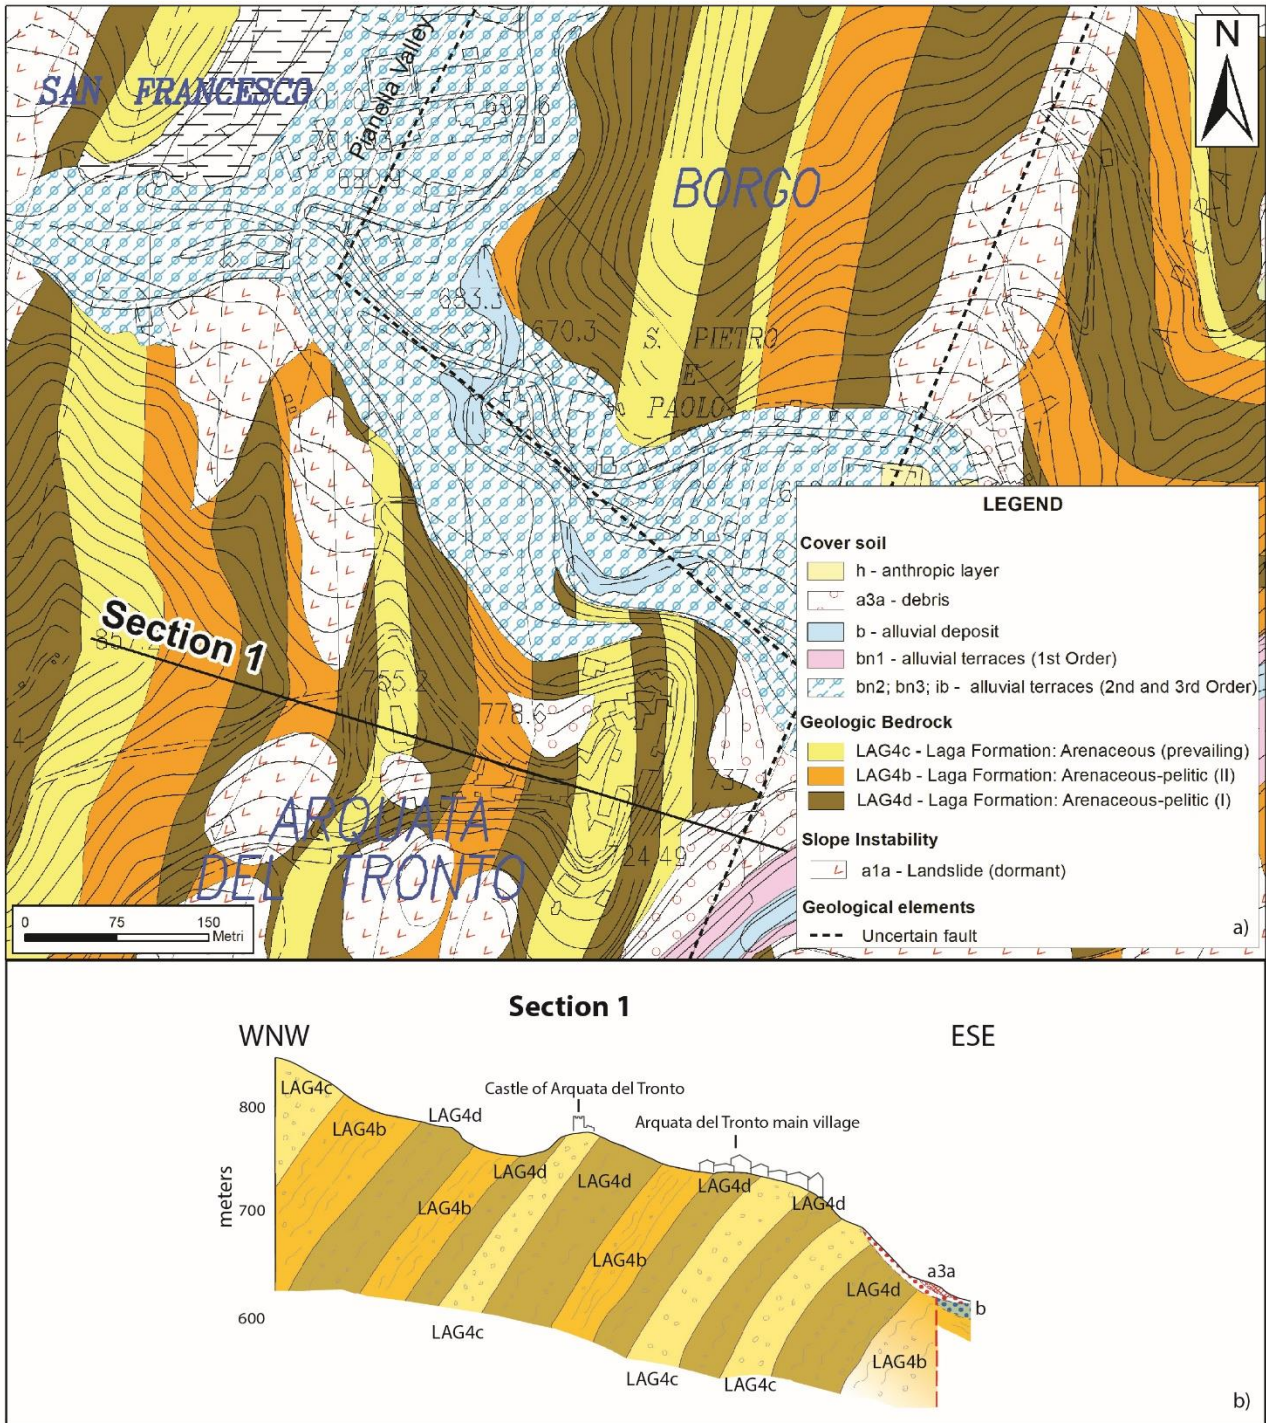 N
SAN FRANCESCO
Pianella Valley
BORGO
683.3
670.3
S. PIETRO
E
PAOLO
Section 1
778.6
724.49
ARQUATA
DEL TRONTO
0 75 150
Metri
LEGEND
Cover soil
h - anthropic layer
a3a - debris
b - alluvial deposit
bn1 - alluvial terraces (1st Order)
bn2; bn3; ib - alluvial terraces (2nd and 3rd Order)
Geologic Bedrock
LAG4c - Laga Formation: Arenaceous (prevailing)
LAG4b - Laga Formation: Arenaceous-pelitic (II)
LAG4d - Laga Formation: Arenaceous-pelitic (I)
Slope Instability
a1a - Landslide (dormant)
Geological elements
Uncertain fault
a)
Section 1
WNW
ESE
Castle of Arquata del Tronto
Arquata del Tronto main village
meters
800
700
600
LAG4c
LAG4b
LAG4d
LAG4b
LAG4d
LAG4c
LAG4d
LAG4b
LAG4d
LAG4c
LAG4d
LAG4c
LAG4d
LAG4b
a3a
b
b)